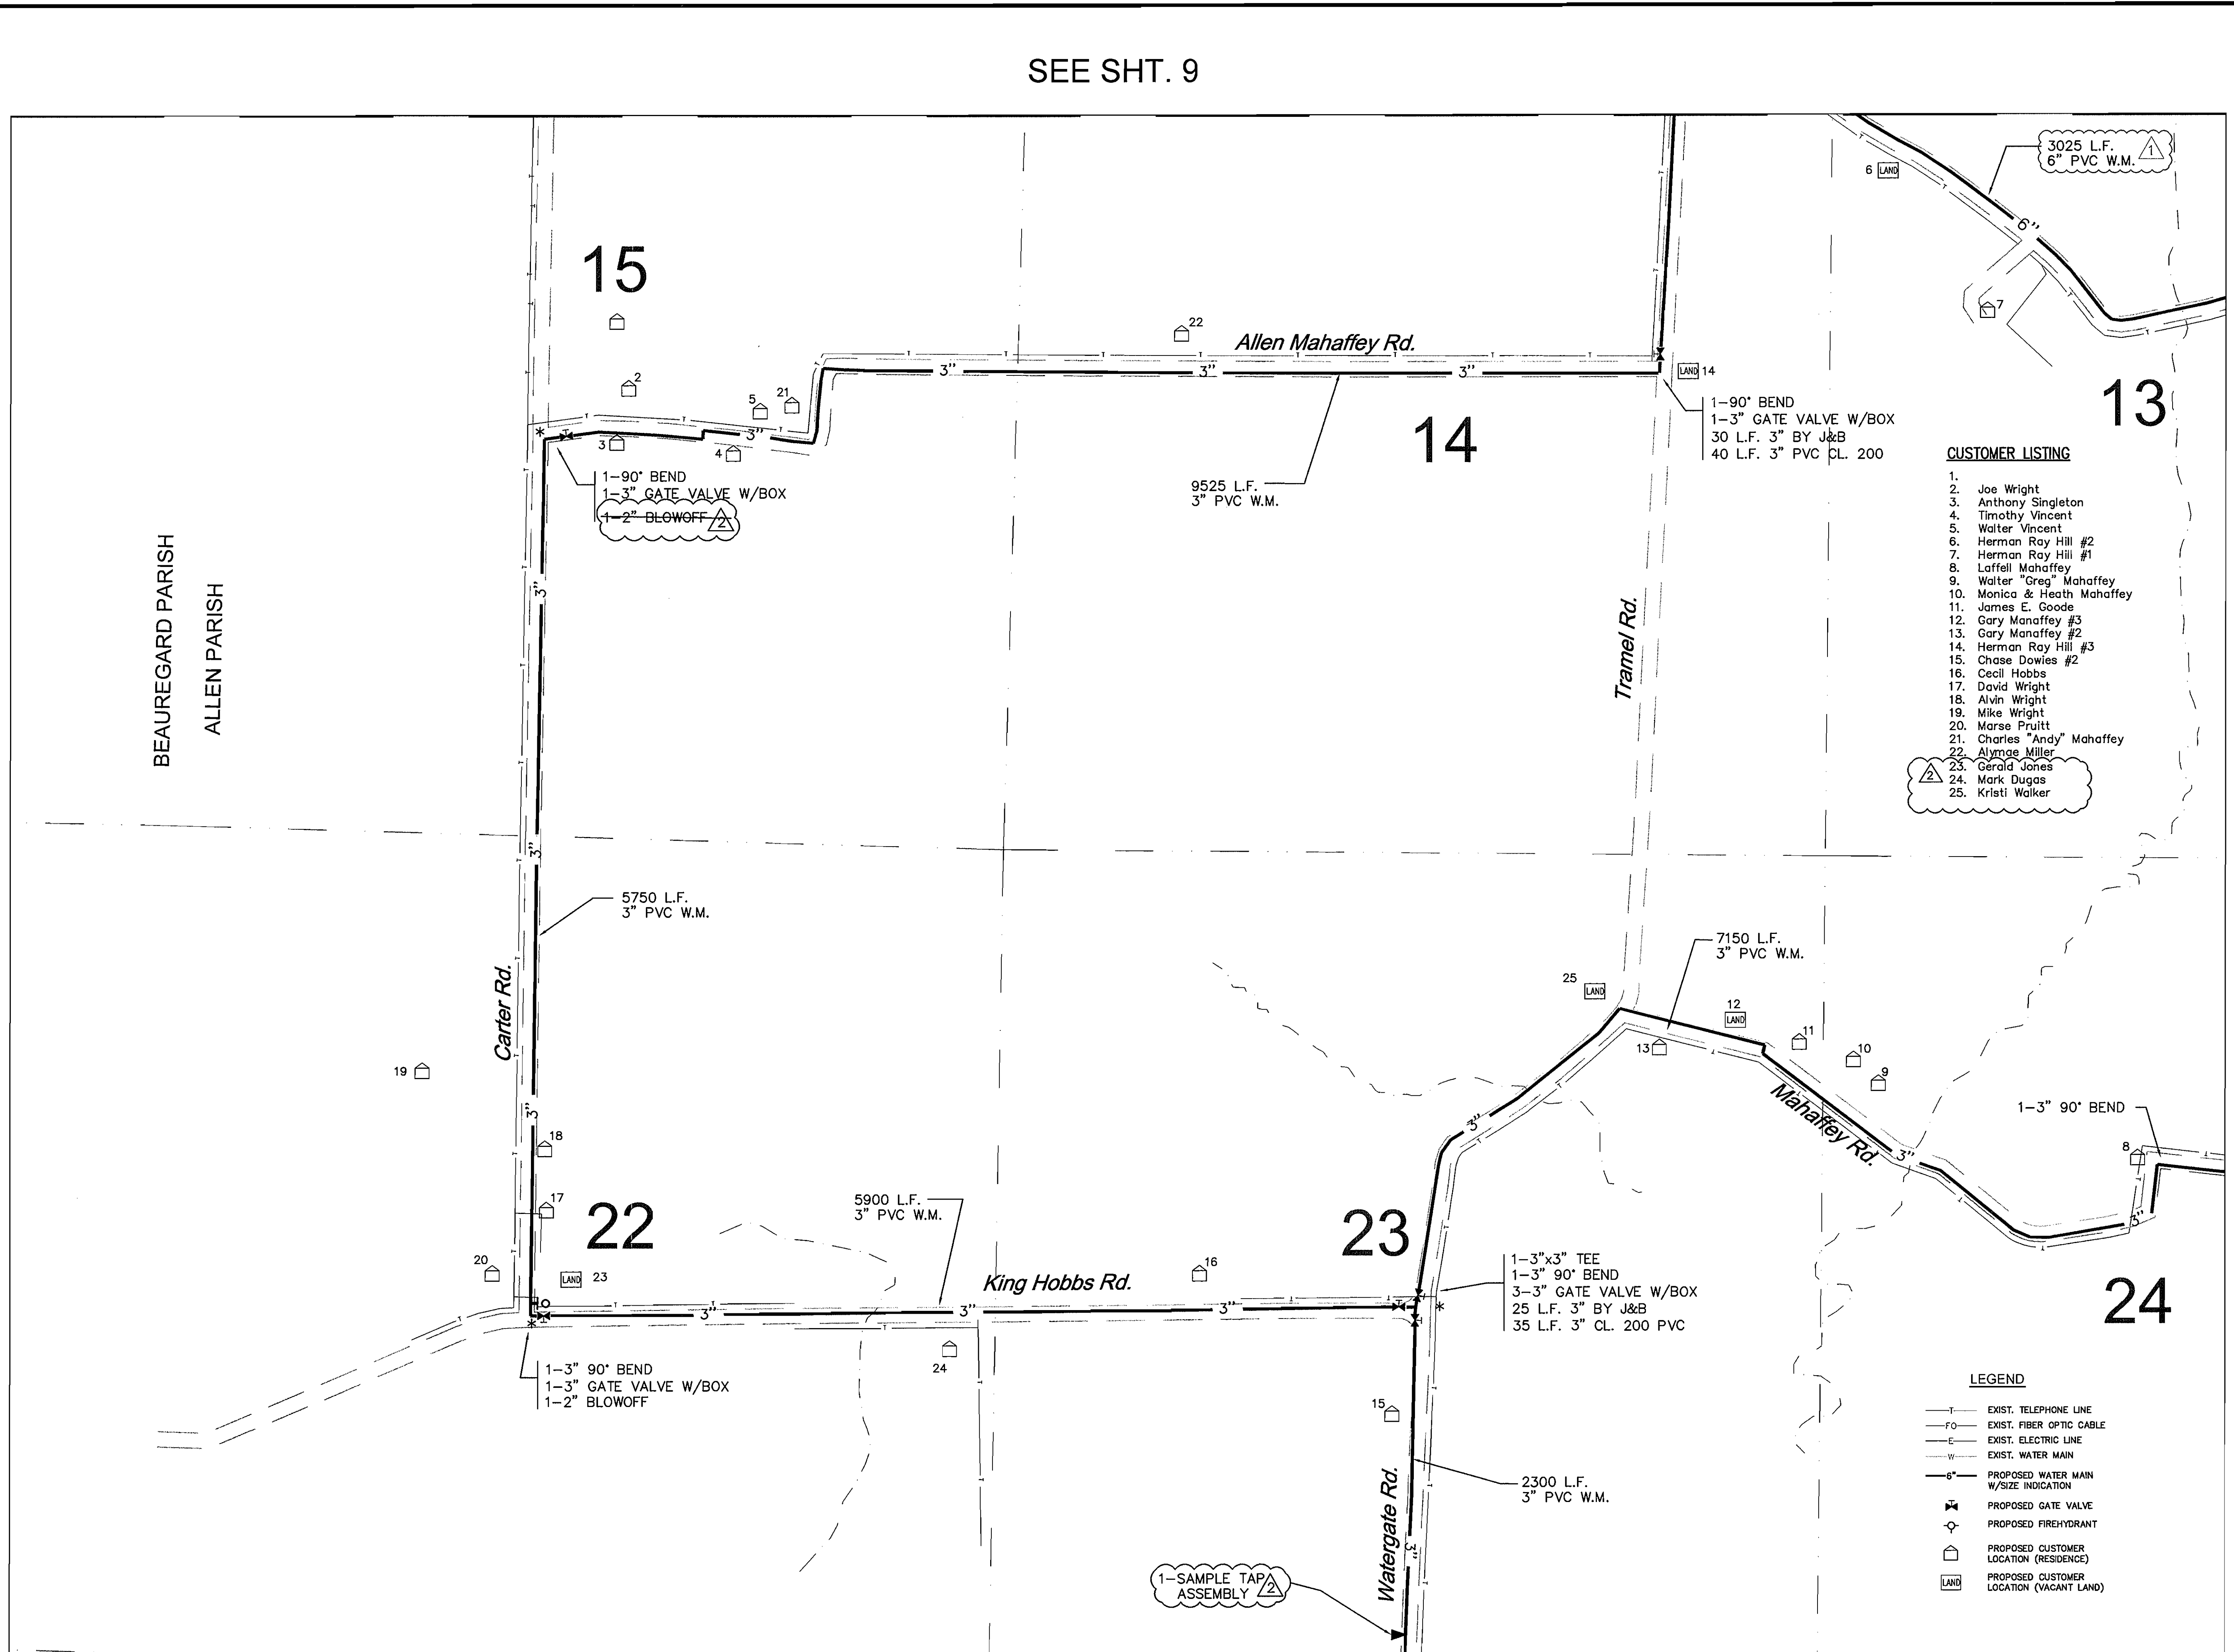 SEE SHT. 9
3025 L.F.
6" PVC W.M.
1
6 LAND
6"
7
15
22
Allen Mahaffey Rd.
3"
3"
3"
LAND 14
13
2
5
21
3
4
3"
1-90° BEND
1-3" GATE VALVE W/BOX
1-2" BLOWOFF
2
14
1-90° BEND
1-3" GATE VALVE W/BOX
30 L.F. 3" BY J&B
40 L.F. 3" PVC CL. 200
9525 L.F.
3" PVC W.M.
CUSTOMER LISTING
1.
2. Joe Wright
3. Anthony Singleton
4. Timothy Vincent
5. Walter Vincent
6. Herman Ray Hill #2
7. Herman Ray Hill #1
8. Laffell Mahaffey
9. Walter "Greg" Mahaffey
10. Monica & Heath Mahaffey
11. James E. Goode
12. Gary Manaffey #3
13. Gary Manaffey #2
14. Herman Ray Hill #3
15. Chase Dowies #2
16. Cecil Hobbs
17. David Wright
18. Alvin Wright
19. Mike Wright
20. Marse Pruitt
21. Charles "Andy" Mahaffey
22. Alymae Miller
23. Gerald Jones
24. Mark Dugas
25. Kristi Walker
2
BEAUREGARD PARISH
ALLEN PARISH
3"
Tramel Rd.
3"
5750 L.F.
3" PVC W.M.
Carter Rd.
7150 L.F.
3" PVC W.M.
25
LAND
12
LAND
13
11
10
9
19
3"
3"
Mahaffey Rd.
3"
1-3" 90° BEND
8
3"
18
17
22
5900 L.F.
3" PVC W.M.
23
20
LAND 23
King Hobbs Rd.
16
3"
3"
3"
1-3"x3" TEE
1-3" 90° BEND
3-3" GATE VALVE W/BOX
25 L.F. 3" BY J&B
35 L.F. 3" CL. 200 PVC
24
1-3" 90° BEND
1-3" GATE VALVE W/BOX
1-2" BLOWOFF
24
15
2300 L.F.
3" PVC W.M.
Watergate Rd.
3"
1-SAMPLE TAP
ASSEMBLY
2
LEGEND
T EXIST. TELEPHONE LINE
FO EXIST. FIBER OPTIC CABLE
E EXIST. ELECTRIC LINE
W EXIST. WATER MAIN
6" PROPOSED WATER MAIN
W/SIZE INDICATION
PROPOSED GATE VALVE
PROPOSED FIREHYDRANT
PROPOSED CUSTOMER
LOCATION (RESIDENCE)
LAND PROPOSED CUSTOMER
LOCATION (VACANT LAND)